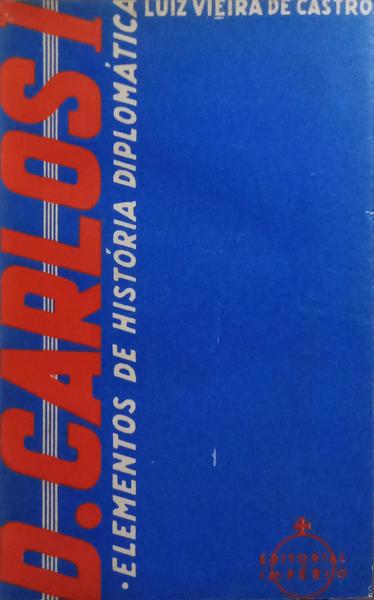 LUIZ VIEIRA DE CASTRO
D. CARLOS I
·ELEMENTOS DE HISTÓRIA DIPLOMÁTICA
EDITORIAL
IMPÉRIO